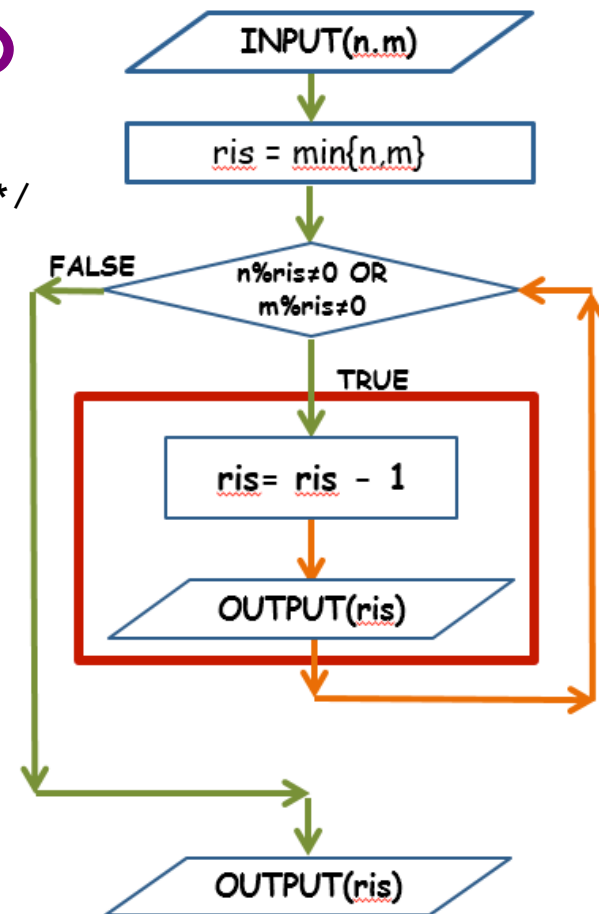 O
INPUT(n.m)
ris = min{n,m}
*/
FALSE
n%ris≠0 OR
m%ris≠0
TRUE
ris= ris - 1
OUTPUT(ris)
OUTPUT(ris)